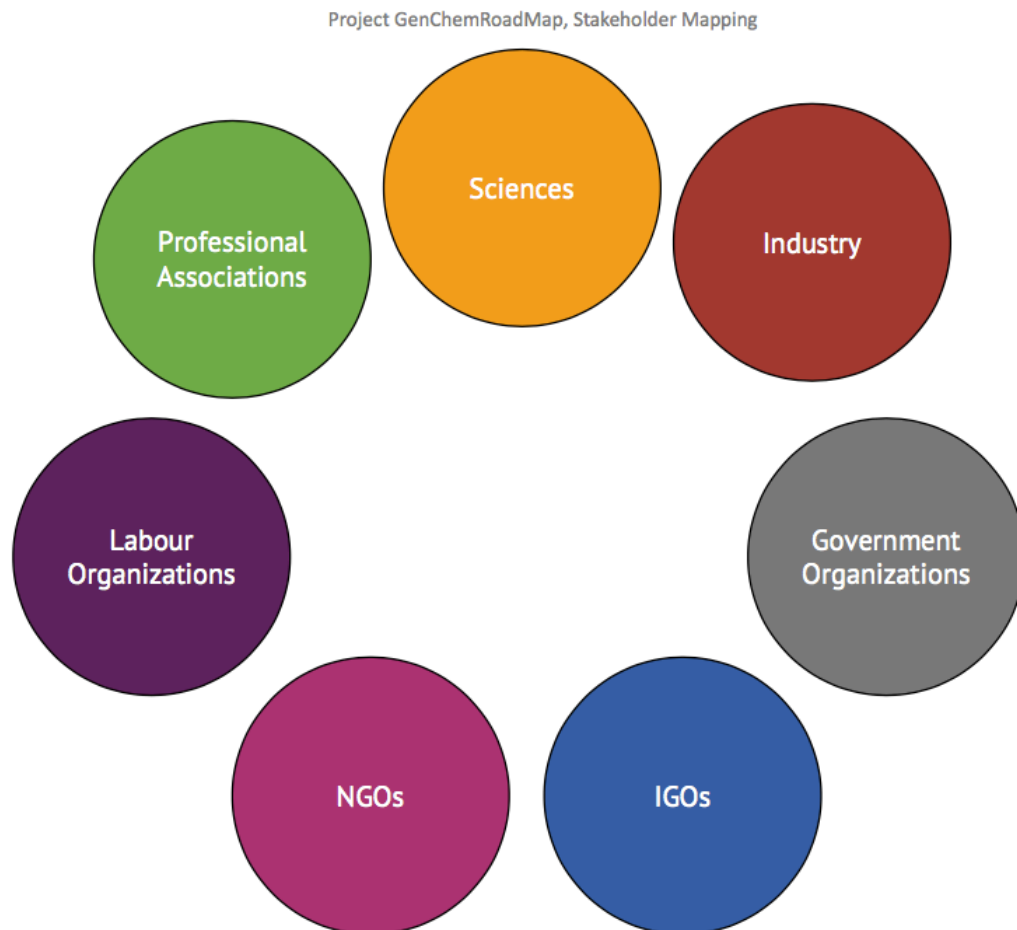 Project GenChemRoadMap, Stakeholder Mapping
Sciences
Industry
Professional
Associations
Labour
Organizations
Government
Organizations
NGOs
IGOs